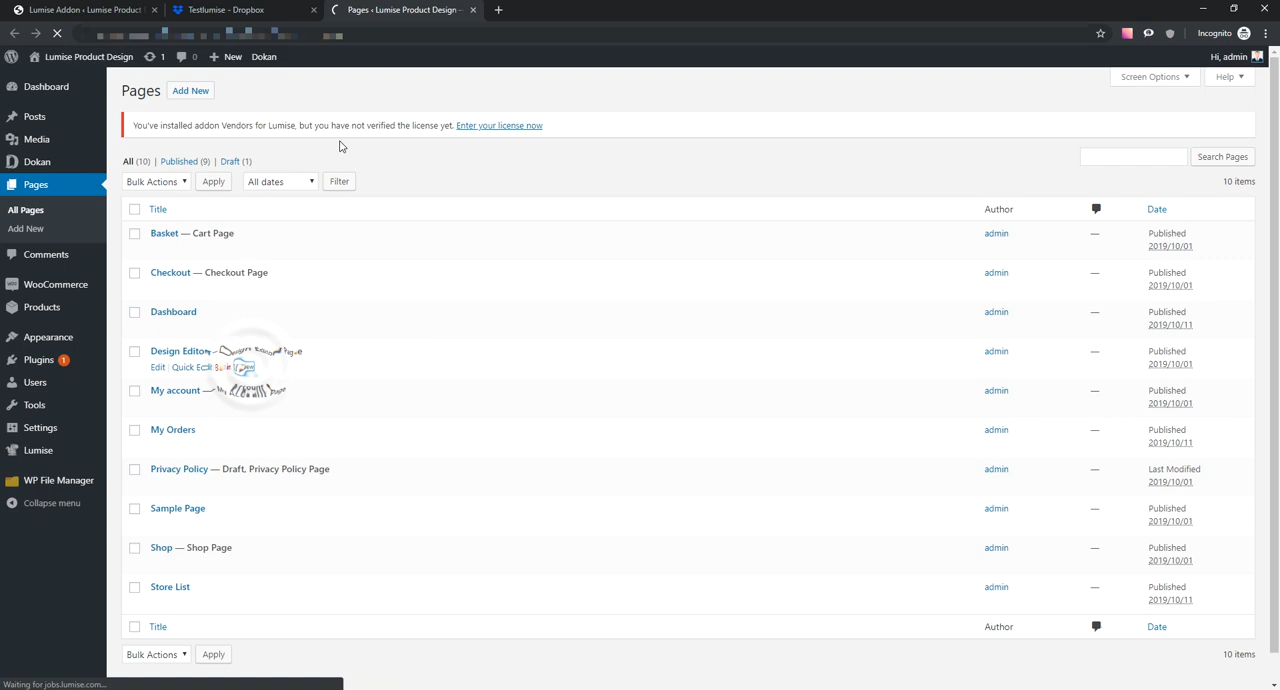 Lumise Addon ‹ Lumise Product
Testlumise - Dropbox
Pages ‹ Lumise Product Design –
Incognito
Lumise Product Design
1
0
New
Dokan
Hi, admin
Dashboard
Posts
Media
Dokan
Pages
All Pages
Add New
Comments
WooCommerce
Products
Appearance
Plugins 1
Users
Tools
Settings
Lumise
WP File Manager
Collapse menu
Pages
Add New
Screen Options ▼
Help ▼
You've installed addon Vendors for Lumise, but you have not verified the license yet. Enter your license now
All (10) | Published (9) | Draft (1)
Search Pages
Bulk Actions
Apply
All dates
Filter
10 items
Title
Author
Date
Basket — Cart Page
admin
—
Published
2019/10/01
Checkout — Checkout Page
admin
—
Published
2019/10/01
Dashboard
admin
—
Published
2019/10/11
Design Editor — Design Editor Page
admin
—
Published
2019/10/01
Edit | Quick Edit
My account —
admin
—
Published
2019/10/01
My Orders
admin
—
Published
2019/10/11
Privacy Policy — Draft, Privacy Policy Page
admin
—
Last Modified
2019/10/01
Sample Page
admin
—
Published
2019/10/01
Shop — Shop Page
admin
—
Published
2019/10/01
Store List
admin
—
Published
2019/10/11
Title
Author
Date
Bulk Actions
Apply
10 items
Waiting for jobs.lumise.com...